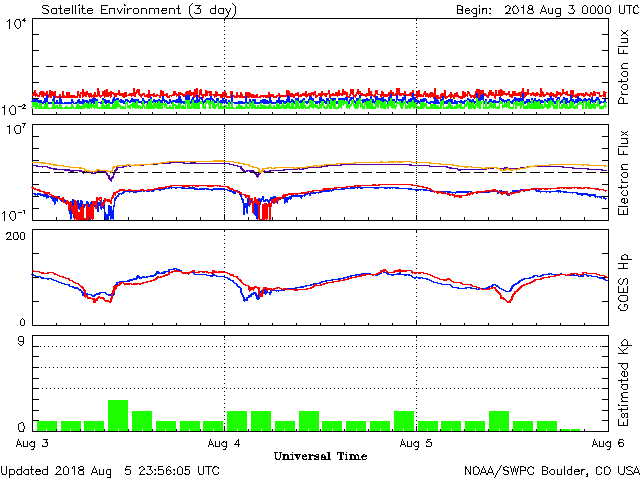 Satellite Environment (3 day) Begin: 2018 Aug 3 0000 UTC
10^4
10^-2
Proton Flux
10^7
10^-1
Electron Flux
200
0
GOES Hp
9
0
Estimated Kp
Aug 3 Aug 4 Aug 5 Aug 6
Universal Time
Updated 2018 Aug 5 23:56:05 UTC NOAA/SWPC Boulder, CO USA